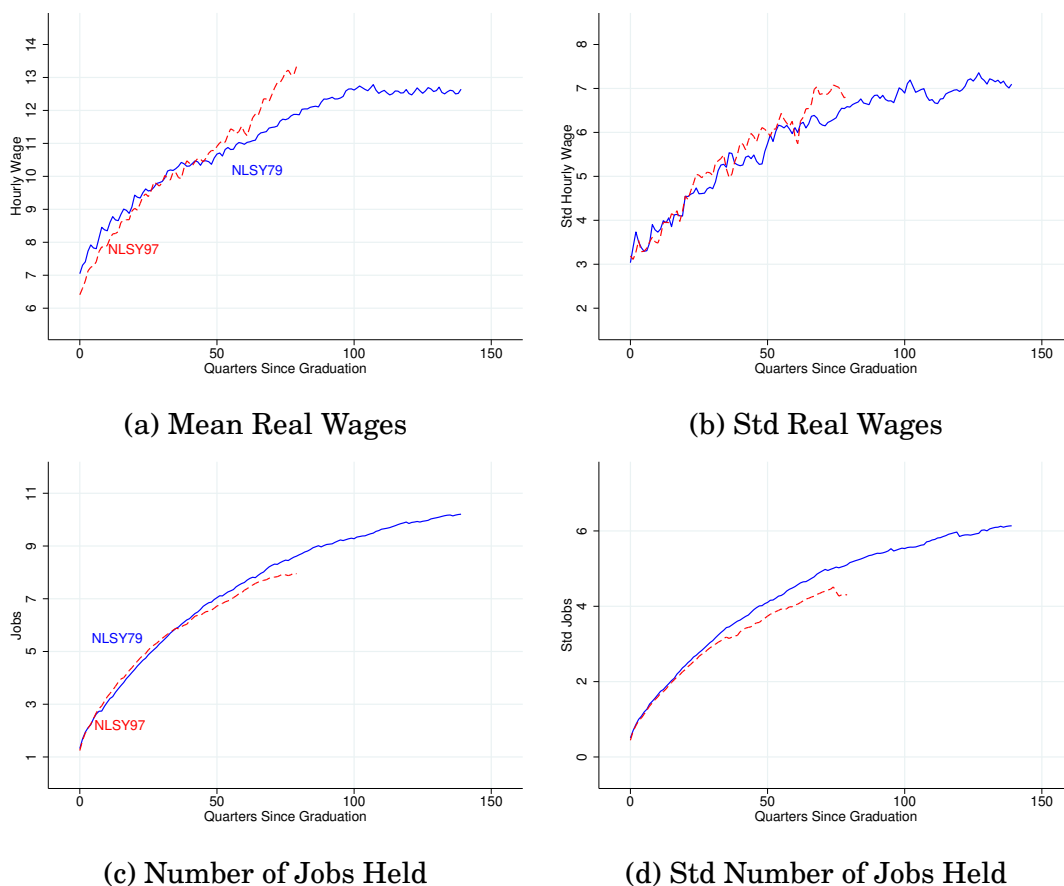 Hourly Wage
6 7 8 9 10 11 12 13 14
NLSY79
NLSY97
0 50 100 150
Quarters Since Graduation
(a) Mean Real Wages
Std Hourly Wage
2 3 4 5 6 7 8
0 50 100 150
Quarters Since Graduation
(b) Std Real Wages
Jobs
1 3 5 7 9 11
NLSY79
NLSY97
0 50 100 150
Quarters Since Graduation
(c) Number of Jobs Held
Std Jobs
0 2 4 6
0 50 100 150
Quarters Since Graduation
(d) Std Number of Jobs Held